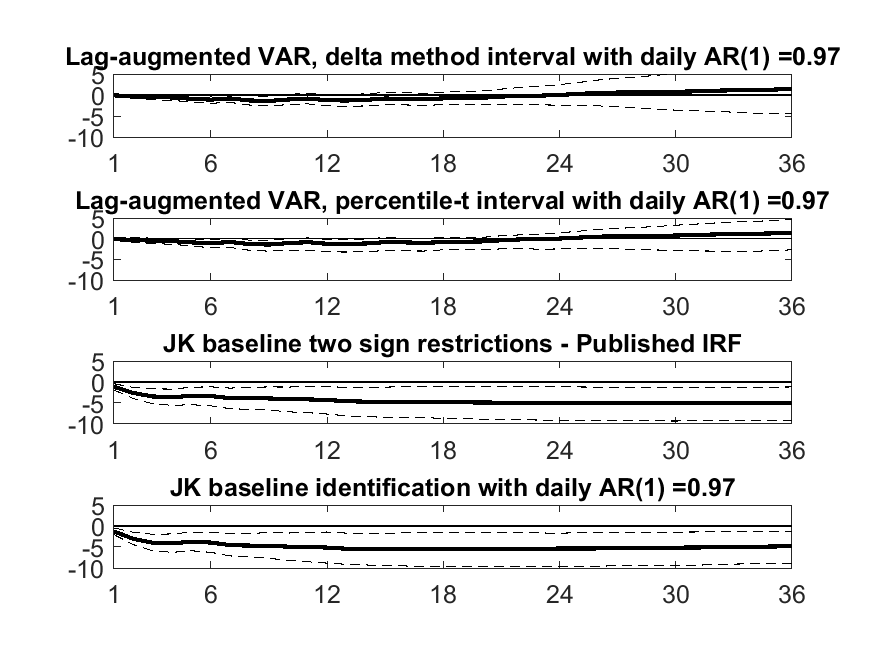 Lag-augmented VAR, delta method interval with daily AR(1) =0.97
5
0
-5
-10
1 6 12 18 24 30 36
Lag-augmented VAR, percentile-t interval with daily AR(1) =0.97
5
0
-5
-10
1 6 12 18 24 30 36
JK baseline two sign restrictions - Published IRF
5
0
-5
-10
1 6 12 18 24 30 36
JK baseline identification with daily AR(1) =0.97
5
0
-5
-10
1 6 12 18 24 30 36